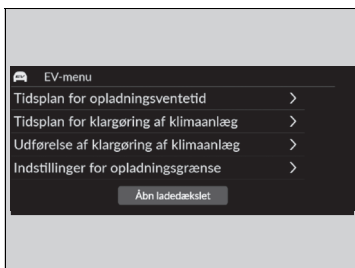 EV-menu
Tidsplan for opladningsventetid
Tidsplan for klargøring af klimaanlæg
Udførelse af klargøring af klimaanlæg
Indstillinger for opladningsgrænse
Åbn ladedækslet